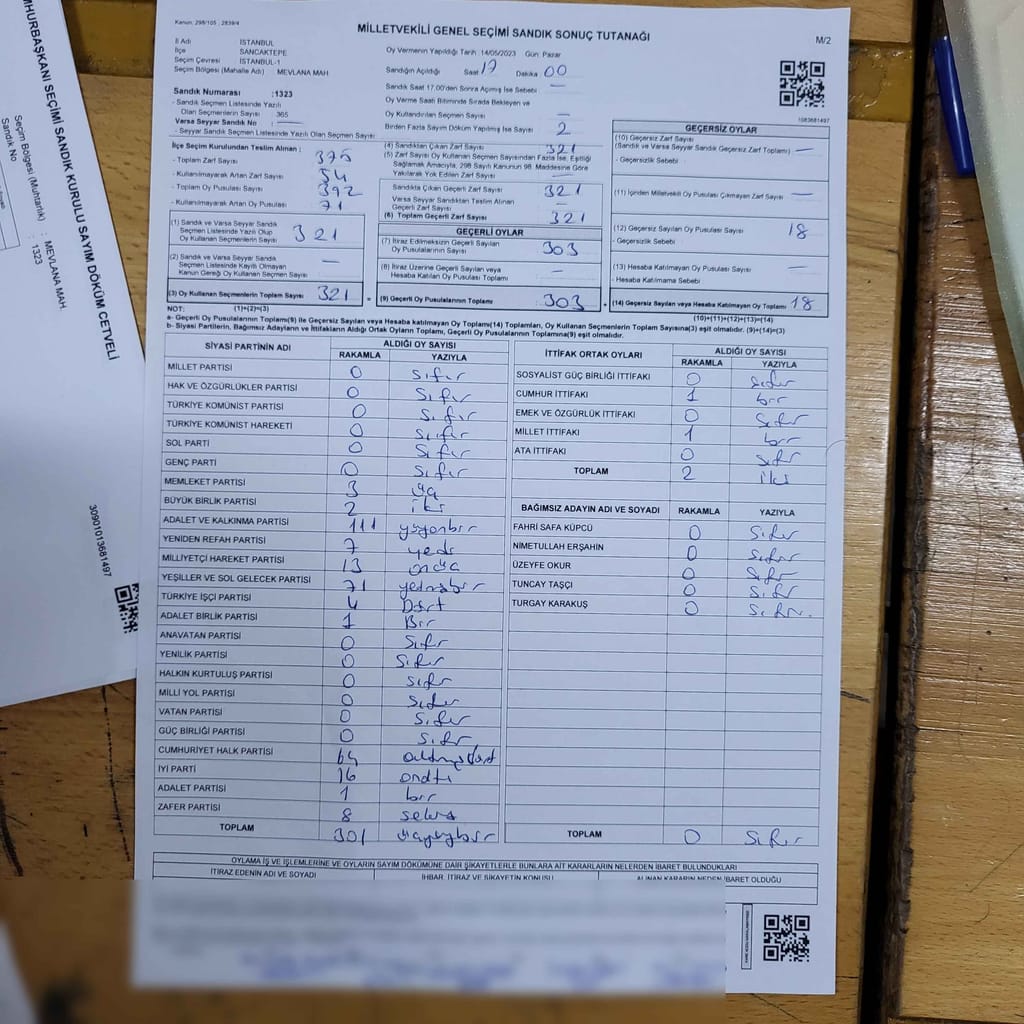 Kanun, 298/105 ; 2839/4
MİLLETVEKİLİ GENEL SEÇİMİ SANDIK SONUÇ TUTANAĞI
M/2
İl Adı İSTANBUL
İlçe SANCAKTEPE
Seçim Çevresi İSTANBUL-1
Seçim Bölgesi (Mahalle Adı) : MEVLANA MAH
Oy Vermenin Yapıldığı Tarih :14/05/2023 Gün: Pazar
Sandığın Açıldığı Saat 17 Dakika 00
Sandık Saat 17.00'den Sonra Açılmış İse Sebebi —
Oy Verme Saati Bitiminde Sırada Bekleyen ve
Oy Kullandırılan Seçmen Sayısı —
Birden Fazla Sayım Döküm Yapılmış İse Sayısı 2
1083681497
Sandık Numarası :1323
- Sandık Seçmen Listesinde Yazılı
Olan Seçmenlerin Sayısı 365
Varsa Seyyar Sandık No : —
- Seyyar Sandık Seçmen Listesinde Yazılı Olan Seçmen Sayısı :
İlçe Seçim Kurulundan Teslim Alınan :
- Toplam Zarf Sayısı 375
- Kullanılmayarak Artan Zarf Sayısı 54
- Toplam Oy Pusulası Sayısı 392
- Kullanılmayarak Artan Oy Pusulası 71
(1) Sandık ve Varsa Seyyar Sandık
Seçmen Listesinde Yazılı Olup
Oy Kullanan Seçmenlerin Sayısı 321
(2) Sandık ve Varsa Seyyar Sandık
Seçmen Listesinde Kayıtlı Olmayan
Kanun Gereği Oy Kullanan Seçmen Sayısı —
(3) Oy Kullanan Seçmenlerin Toplam Sayısı 321
(1)+(2)=(3)
(4) Sandıktan Çıkan Zarf Sayısı 321
(5) Zarf Sayısı Oy Kullanan Seçmen Sayısından Fazla İse, Eşitliği
Sağlamak Amacıyla, 298 Sayılı Kanunun 98. Maddesine Göre
Yakılarak Yok Edilen Zarf Sayısı —
Sandıkta Çıkan Geçerli Zarf Sayısı 321
Varsa Seyyar Sandıktan Teslim Alınan
Geçerli Zarf Sayısı —
(6) Toplam Geçerli Zarf Sayısı 321
GEÇERLİ OYLAR
(7) İtiraz Edilmeksizin Geçerli Sayılan
Oy Pusulalarının Sayısı 303
(8) İtiraz Üzerine Geçerli Sayılan veya
Hesaba Katılan Oy Pusulası Toplamı —
= (9) Geçerli Oy Pusulalarının Toplamı 303
GEÇERSİZ OYLAR
(10) Geçersiz Zarf Sayısı
(Sandık ve Varsa Seyyar Sandık Geçersiz Zarf Toplamı) —
- Geçersizlik Sebebi
(11) İçinden Milletvekili Oy Pusulası Çıkmayan Zarf Sayısı —
(12) Geçersiz Sayılan Oy Pusulası Sayısı 18
- Geçersizlik Sebebi
(13) Hesaba Katılmayan Oy Pusulası Sayısı —
- Hesaba Katılmama Sebebi
+ (14) Geçersiz Sayılan veya Hesaba Katılmayan Oy Toplamı 18
(10)+(11)+(12)+(13)=(14)
NOT:
a- Geçerli Oy Pusulaları Toplamı(9) ile Geçersiz Sayılan veya Hesaba katılmayan Oy Toplamı(14) Toplamları, Oy Kullanan Seçmenlerin Toplam Sayısına(3) eşit olmalıdır. (9)+(14)=(3)
b- Siyasi Partilerin, Bağımsız Adayların ve İttifakların Aldığı Ortak Oyların Toplamı, Geçerli Oy Pusulalarının Toplamına(9) eşit olmalıdır.
SİYASİ PARTİNİN ADI ALDIĞI OY SAYISI
RAKAMLA YAZIYLA
MİLLET PARTİSİ 0 Sıfır
HAK VE ÖZGÜRLÜKLER PARTİSİ 0 Sıfır
TÜRKİYE KOMÜNİST PARTİSİ 0 Sıfır
TÜRKİYE KOMÜNİST HAREKETİ 0 Sıfır
SOL PARTİ 0 Sıfır
GENÇ PARTİ 0 Sıfır
MEMLEKET PARTİSİ 3 üç
BÜYÜK BİRLİK PARTİSİ 2 iki
ADALET VE KALKINMA PARTİSİ 111 yüzonbir
YENİDEN REFAH PARTİSİ 7 yedi
MİLLİYETÇİ HAREKET PARTİSİ 13 onüç
YEŞİLLER VE SOL GELECEK PARTİSİ 71 yetmişbir
TÜRKİYE İŞÇİ PARTİSİ 4 Dört
ADALET BİRLİK PARTİSİ 1 Bir
ANAVATAN PARTİSİ 0 Sıfır
YENİLİK PARTİSİ 0 Sıfır
HALKIN KURTULUŞ PARTİSİ 0 Sıfır
MİLLİ YOL PARTİSİ 0 Sıfır
VATAN PARTİSİ 0 Sıfır
GÜÇ BİRLİĞİ PARTİSİ 0 Sıfır
CUMHURİYET HALK PARTİSİ 64 altmışdört
İYİ PARTİ 16 onaltı
ADALET PARTİSİ 1 bir
ZAFER PARTİSİ 8 sekiz
TOPLAM 301 üçyüzbir
İTTİFAK ORTAK OYLARI ALDIĞI OY SAYISI
RAKAMLA YAZIYLA
SOSYALİST GÜÇ BİRLİĞİ İTTİFAKI 0 Sıfır
CUMHUR İTTİFAKI 1 bir
EMEK VE ÖZGÜRLÜK İTTİFAKI 0 Sıfır
MİLLET İTTİFAKI 1 bir
ATA İTTİFAKI 0 Sıfır
TOPLAM 2 iki
BAĞIMSIZ ADAYIN ADI VE SOYADI RAKAMLA YAZIYLA
FAHRİ SAFA KÜPCÜ 0 Sıfır
NİMETULLAH ERŞAHİN 0 Sıfır
ÜZEYFE OKUR 0 Sıfır
TUNCAY TAŞÇI 0 Sıfır
TURGAY KARAKUŞ 0 Sıfır.
TOPLAM 0 Sıfır
OYLAMA İŞ VE İŞLEMLERİNE VE OYLARIN SAYIM DÖKÜMÜNE DAİR ŞİKAYETLERLE BUNLARA AİT KARARLARIN NELERDEN İBARET BULUNDUKLARI
İTİRAZ EDENİN ADI VE SOYADI İHBAR, İTİRAZ VE ŞİKAYETİN KONUSU ALINAN KARARIN NEDEN İBARET OLDUĞU
MHURBAŞKANI SEÇİMİ SANDIK KURULU SAYIM DÖKÜM CETVELİ
Seçim Bölgesi (Muhtarlık) : MEVLANA MAH.
Sandık No : 1323
30901013681497